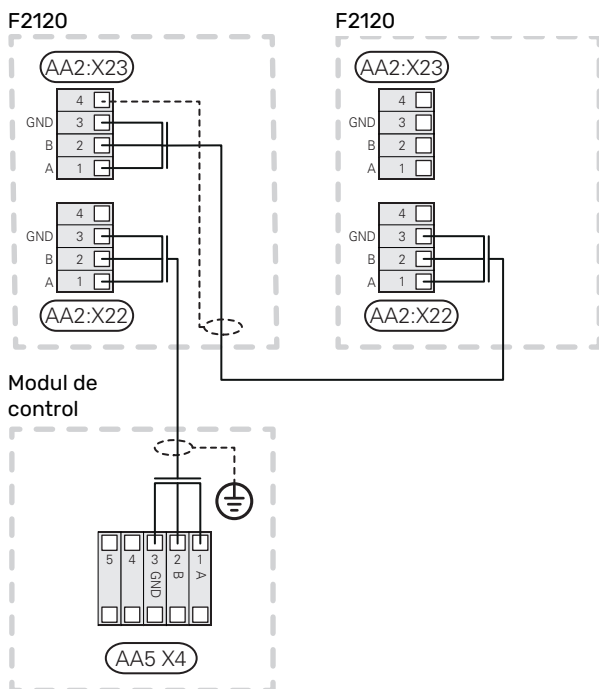 F2120
F2120
AA2:X23
AA2:X23
4
GND 3
B 2
A 1
4
GND 3
B 2
A 1
4
GND 3
B 2
A 1
4
GND 3
B 2
A 1
AA2:X22
AA2:X22
Modul de
control
5 4 3 2 1
GND B A
AA5 X4